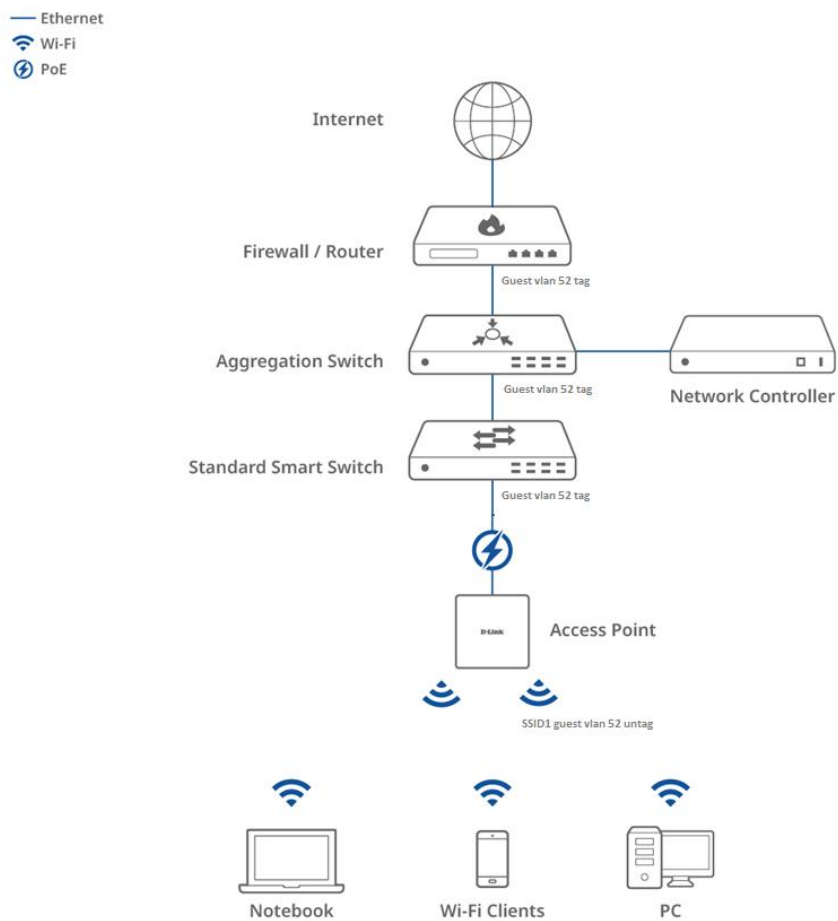 Ethernet
Wi-Fi
PoE
Internet
Firewall / Router
Guest vlan 52 tag
Aggregation Switch
Guest vlan 52 tag
Network Controller
Standard Smart Switch
Guest vlan 52 tag
D-Link
Access Point
SSID1 guest vlan 52 untag
Notebook
Wi-Fi Clients
PC